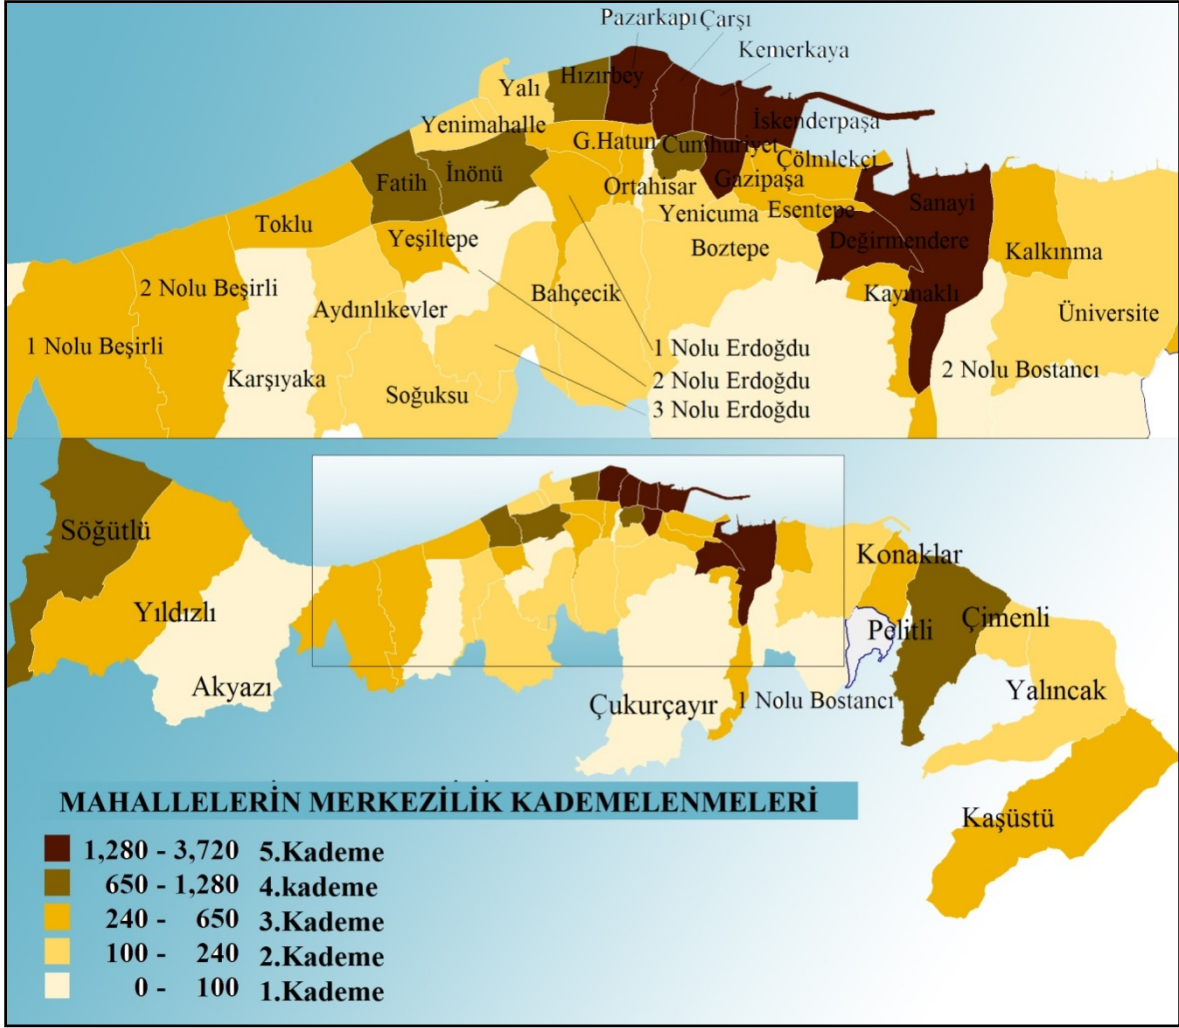 Pazarkapı Çarşı
Kemerkaya
Hızırbey
Yalı
Yenimahalle
İskenderpaşa
G.Hatun
Cumhuriyet
Çölmlekçi
Fatih
İnönü
Ortahisar
Gazipaşa
Sanayi
Yenicuma
Esentepe
Toklu
Yeşiltepe
Boztepe
Değirmendere
Kalkınma
2 Nolu Beşirli
Aydınlıkevler
Bahçecik
Kaymaklı
Üniversite
1 Nolu Beşirli
1 Nolu Erdoğdu
Karşıyaka
2 Nolu Erdoğdu
2 Nolu Bostancı
Soğuksu
3 Nolu Erdoğdu
Söğütlü
Konaklar
Yıldızlı
Pelitli
Çimenli
Akyazı
Çukurçayır
1 Nolu Bostancı
Yalıncak
Kaşüstü
MAHALLELERİN MERKEZİLİK KADEMELENMELERİ
1,280 - 3,720 5.Kademe
650 - 1,280 4.kademe
240 - 650 3.Kademe
100 - 240 2.Kademe
0 - 100 1.Kademe